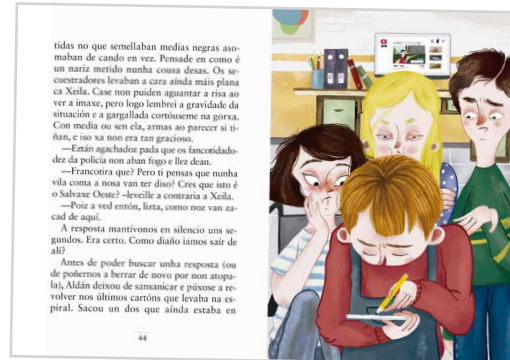 tidas no que semellaban medias negras aso-
maban de cando en vez. Pensade en como é
un nariz metido nunha cousa desas. Os se-
cuestradores levaban a cara aínda máis plana
ca Xeila. Case non puiden aguantar a risa ao
ver a imaxe, pero logo lembrei a gravidade da
situación e a gargallada cortóuseme na gorxa.
Con media ou sen ela, armas ao parecer si ti-
ñan, e iso xa non era tan gracioso.
—Eztán agachadoz pada que os fancotidado-
dez da policía non aban fogo e llez dean.
—Francotira que? Pero ti pensas que nunha
vila coma a nosa van ter diso? Cres que isto é
o Salvaxe Oeste? –leveille a contraria a Xeila.
—Poiz a ved entón, lizta, como noz van za-
cad de aquí.
A resposta mantívonos en silencio uns se-
gundos. Era certo. Como diaño iamos saír de
alí?
Antes de poder buscar unha resposta (ou
de poñernos a berrar de novo por non atopa-
la), Aldán deixou de sansanicar e púxose a re-
volver nos últimos cartóns que levaba na es-
piral. Sacou un dos que aínda estaba en
44